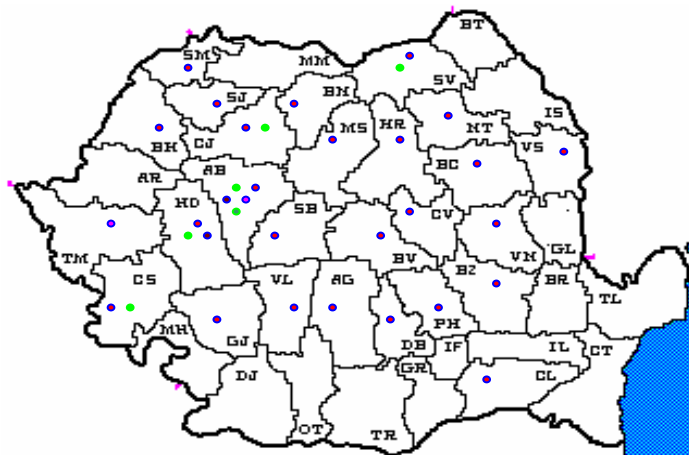 BT
SM
MM
SV
SJ
BN
IS
MS
HR
NT
CJ
BH
VS
BC
AR
AB
HD
SB
CV
TM
BV
VN
GL
CS
VL
AG
BZ
BR
TL
MH
GJ
PH
DB
IF
IL
CT
GR
DJ
CL
OT
TR